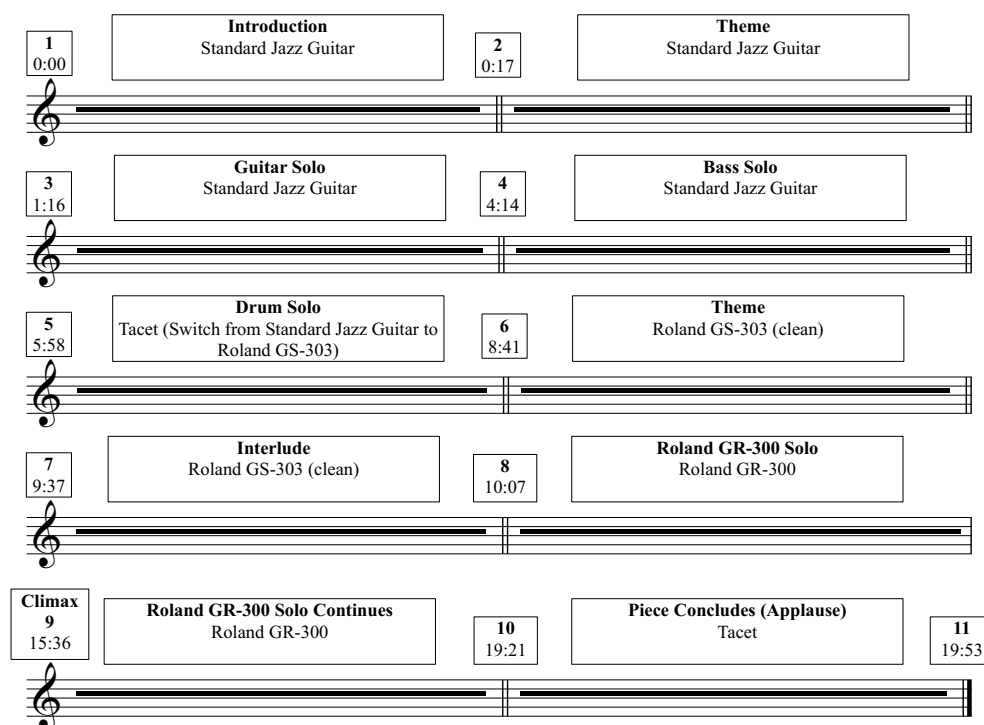 1
0:00
Introduction
Standard Jazz Guitar
2
0:17
Theme
Standard Jazz Guitar
3
1:16
Guitar Solo
Standard Jazz Guitar
4
4:14
Bass Solo
Standard Jazz Guitar
5
5:58
Drum Solo
Tacet (Switch from Standard Jazz Guitar to
Roland GS-303)
6
8:41
Theme
Roland GS-303 (clean)
7
9:37
Interlude
Roland GS-303 (clean)
8
10:07
Roland GR-300 Solo
Roland GR-300
Climax
9
15:36
Roland GR-300 Solo Continues
Roland GR-300
10
19:21
Piece Concludes (Applause)
Tacet
11
19:53